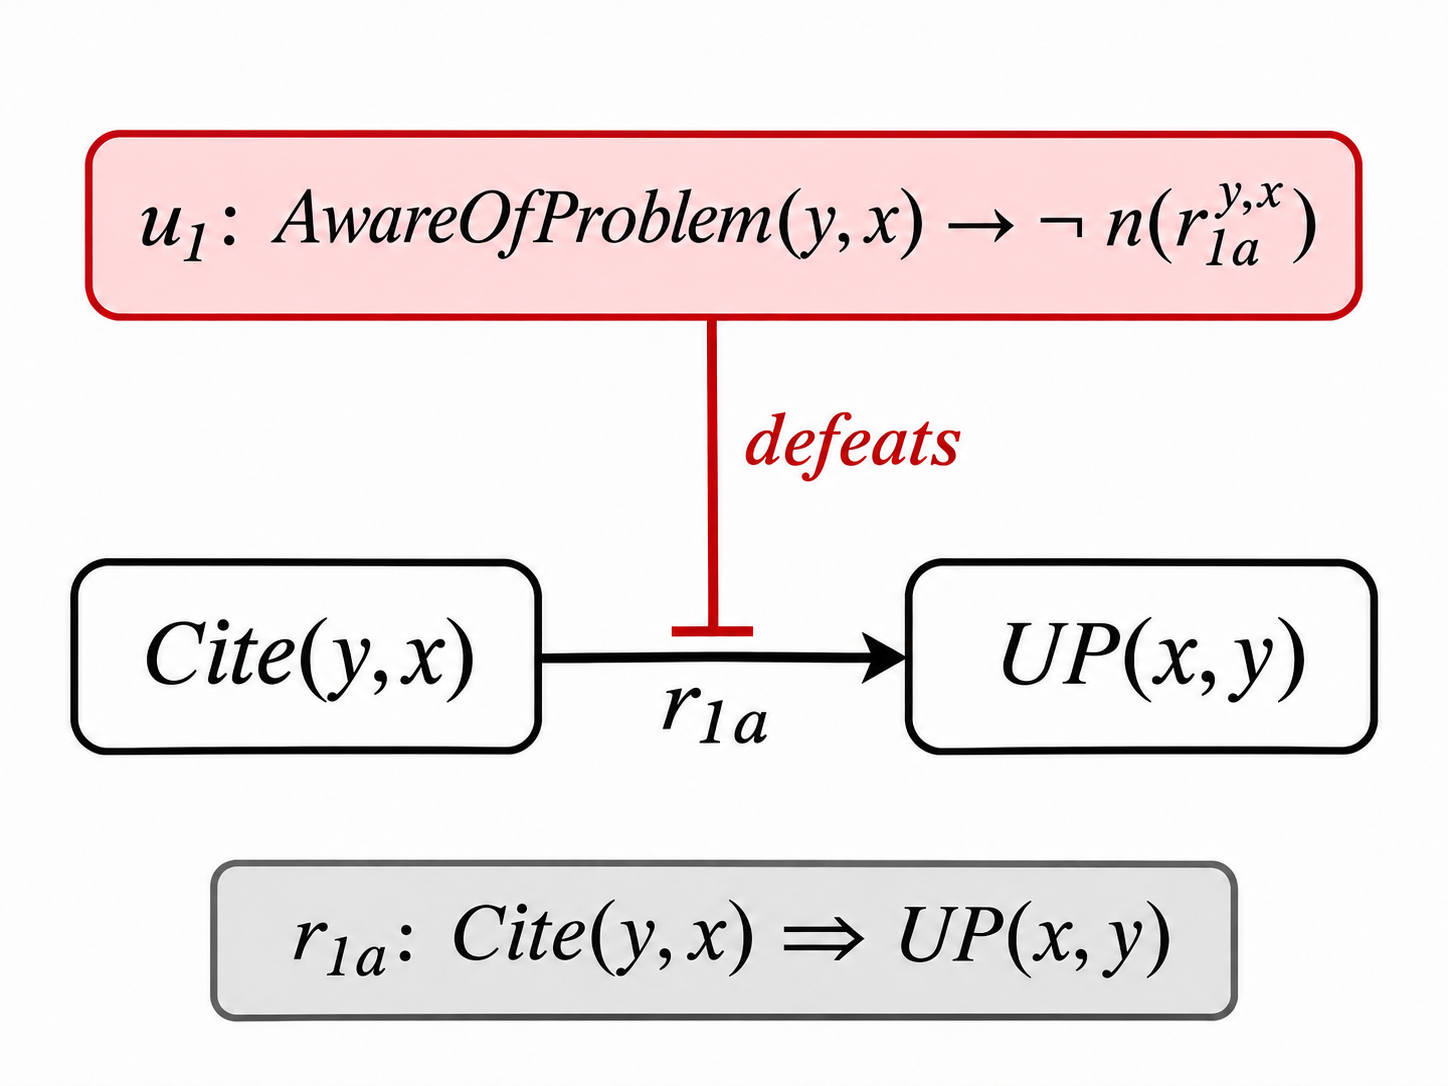 u₁: AwareOfProblem(y, x) → ¬ n(r₁ₐ^{y,x})
defeats
Cite(y, x)
UP(x, y)
r₁ₐ
r₁ₐ: Cite(y, x) ⇒ UP(x, y)